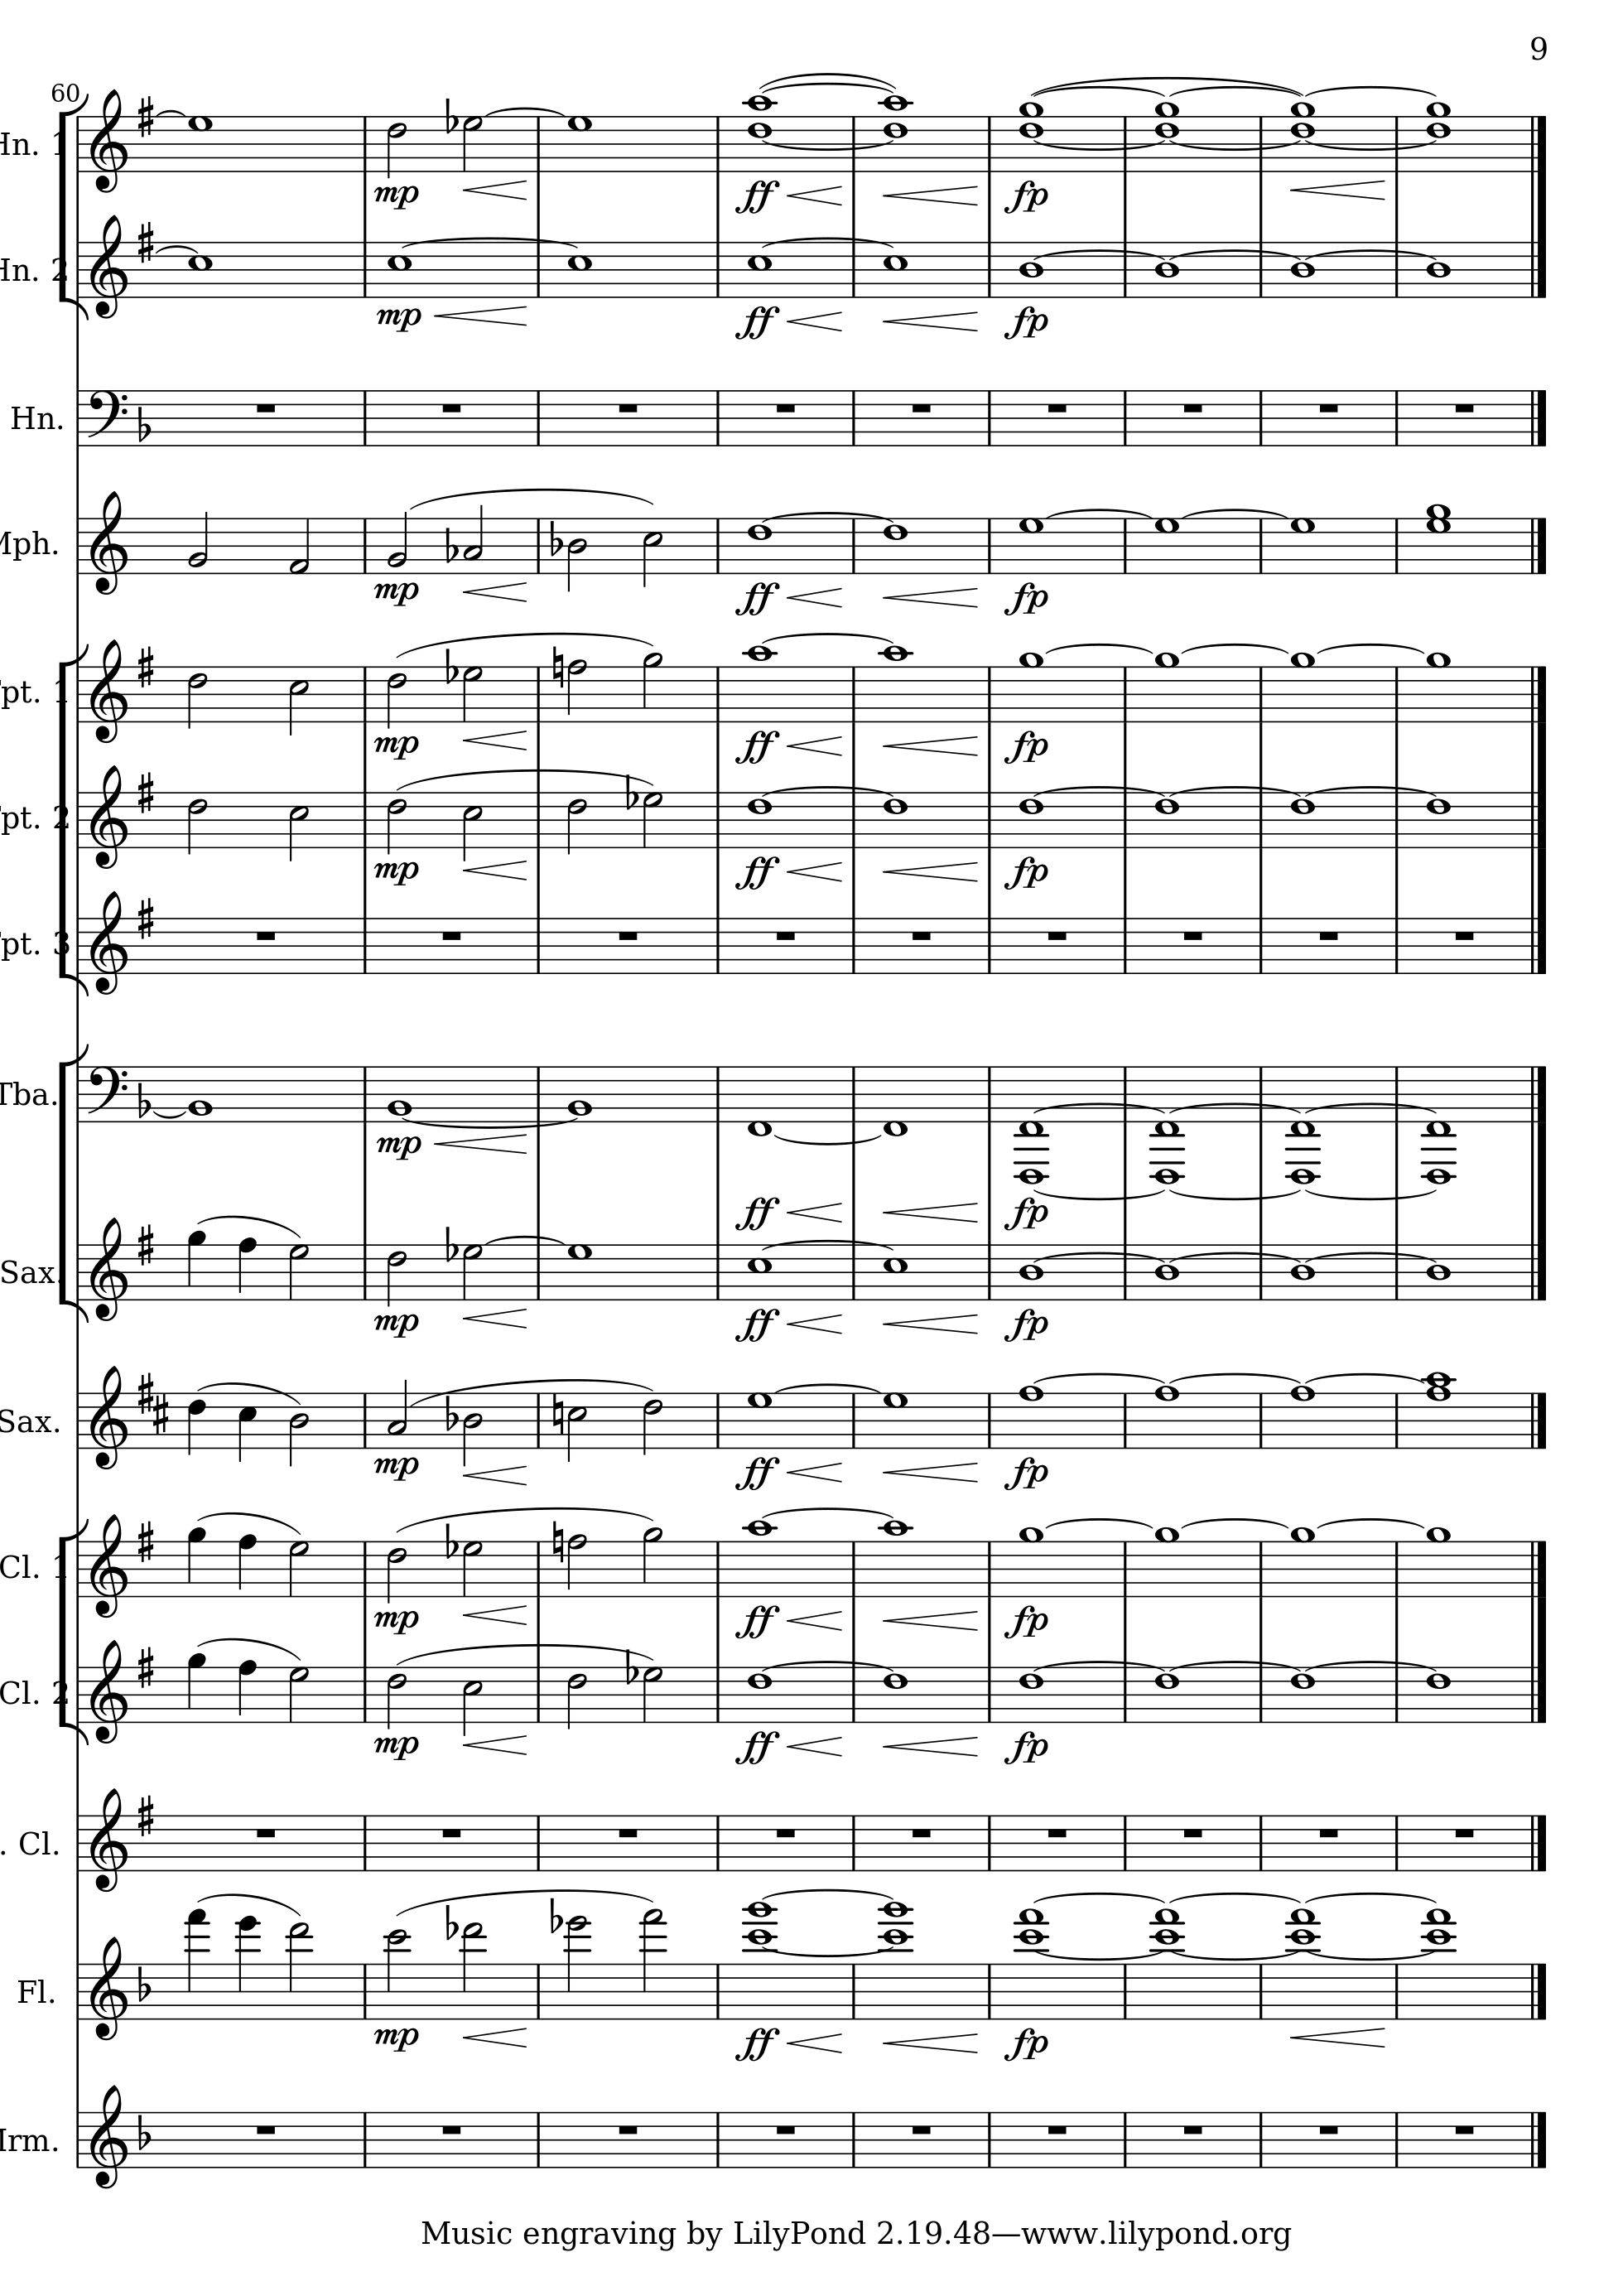 9
60
Hn. 1
mp
ff
fp
Hn. 2
mp
ff
fp
Hn.
Mph.
mp
ff
fp
Tpt. 1
mp
ff
fp
Tpt. 2
mp
ff
fp
Tpt. 3
Tba.
mp
ff
fp
Sax.
mp
ff
fp
Sax.
mp
ff
fp
Cl. 1
mp
ff
fp
Cl. 2
mp
ff
fp
. Cl.
Fl.
mp
ff
fp
Music engraving by LilyPond 2.19.48—www.lilypond.org